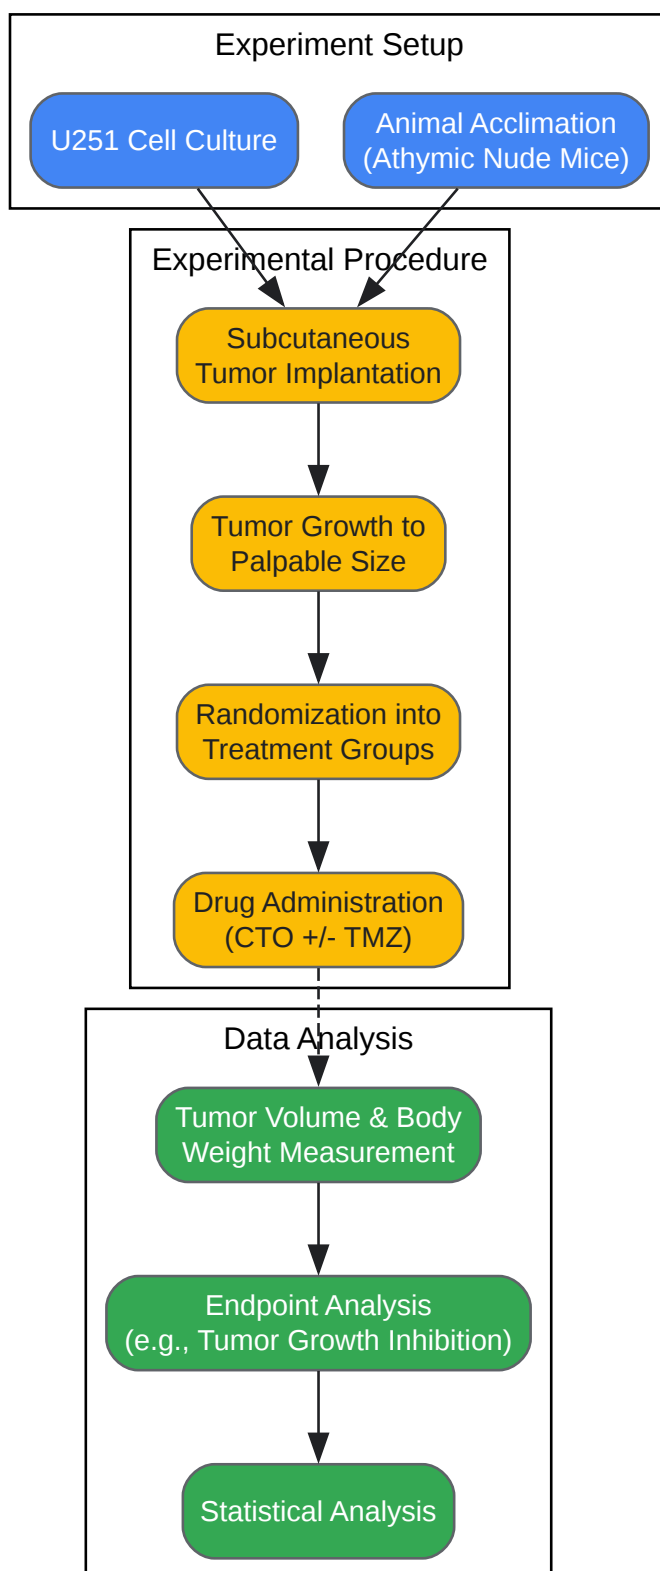 Experiment Setup
U251 Cell Culture
Animal Acclimation
(Athymic Nude Mice)
Experimental Procedure
Subcutaneous
Tumor Implantation
Tumor Growth to
Palpable Size
Randomization into
Treatment Groups
Drug Administration
(CTO +/- TMZ)
Data Analysis
Tumor Volume & Body
Weight Measurement
Endpoint Analysis
(e.g., Tumor Growth Inhibition)
Statistical Analysis